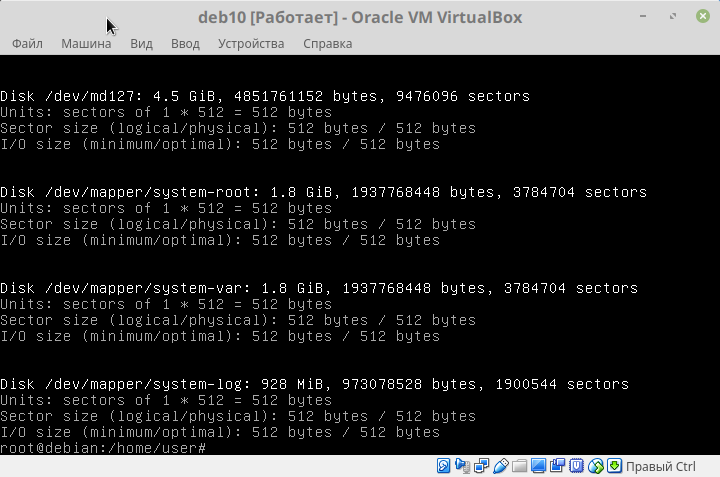 deb10 [Работает] - Oracle VM VirtualBox
Файл Машина Вид Ввод Устройства Справка
Disk /dev/md127: 4.5 GiB, 4851761152 bytes, 9476096 sectors
Units: sectors of 1 * 512 = 512 bytes
Sector size (logical/physical): 512 bytes / 512 bytes
I/O size (minimum/optimal): 512 bytes / 512 bytes
Disk /dev/mapper/system-root: 1.8 GiB, 1937768448 bytes, 3784704 sectors
Units: sectors of 1 * 512 = 512 bytes
Sector size (logical/physical): 512 bytes / 512 bytes
I/O size (minimum/optimal): 512 bytes / 512 bytes
Disk /dev/mapper/system-var: 1.8 GiB, 1937768448 bytes, 3784704 sectors
Units: sectors of 1 * 512 = 512 bytes
Sector size (logical/physical): 512 bytes / 512 bytes
I/O size (minimum/optimal): 512 bytes / 512 bytes
Disk /dev/mapper/system-log: 928 MiB, 973078528 bytes, 1900544 sectors
Units: sectors of 1 * 512 = 512 bytes
Sector size (logical/physical): 512 bytes / 512 bytes
I/O size (minimum/optimal): 512 bytes / 512 bytes
root@debian:/home/user#
Правый Ctrl